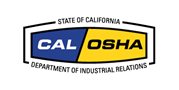 STATE OF CALIFORNIA
CAL OSHA
DEPARTMENT OF INDUSTRIAL RELATIONS